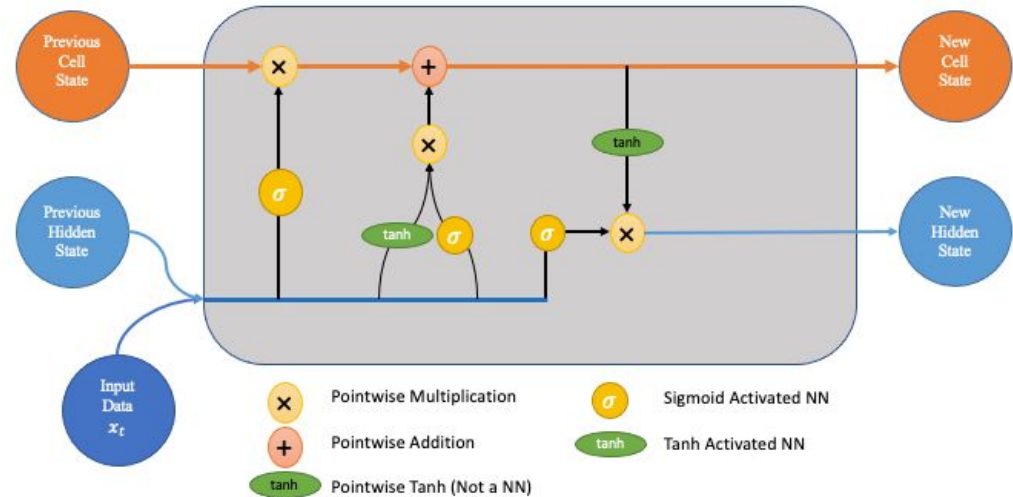 Previous
Cell
State
×
+
New
Cell
State
×
tanh
σ
Previous
Hidden
State
tanh
σ
σ
×
New
Hidden
State
Input
Data
x_t
× Pointwise Multiplication
σ Sigmoid Activated NN
+ Pointwise Addition
tanh Tanh Activated NN
tanh Pointwise Tanh (Not a NN)